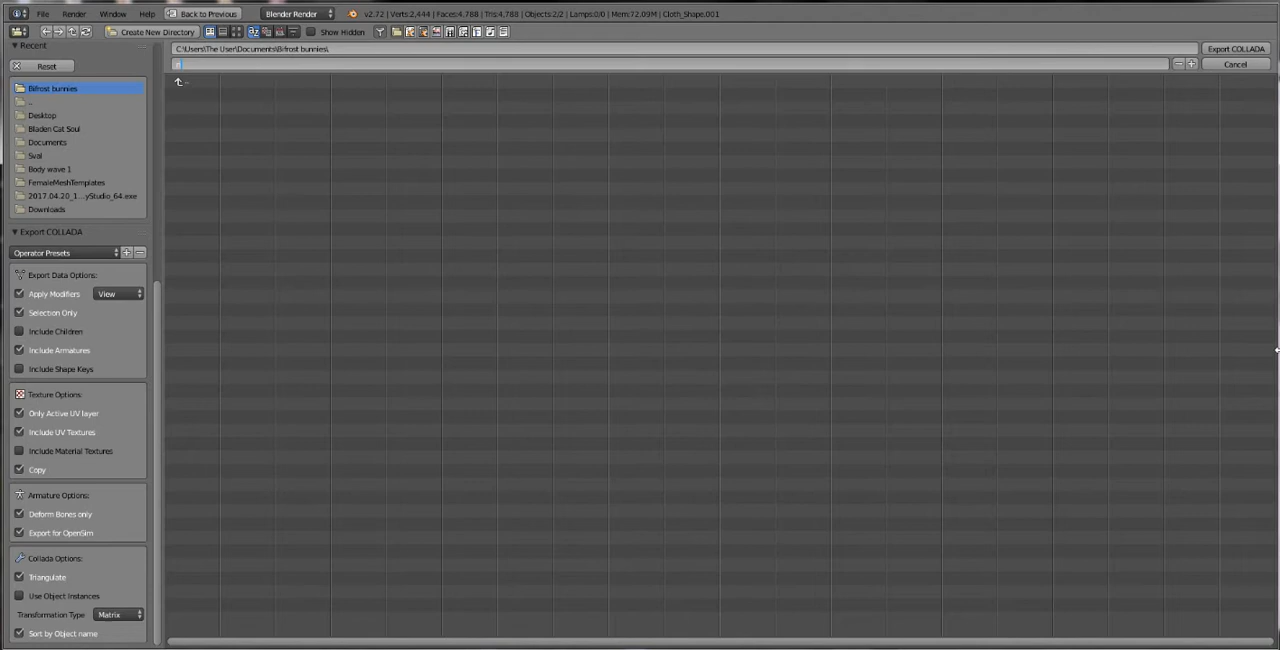 File Render Window Help Back to Previous Blender Render v2.72 | Verts:2,444 | Faces:4,788 | Tris:4,788 | Objects:2/2 | Lamps:0/0 | Mem:72.09M | Cloth_Shape.001
Create New Directory Show Hidden
Recent
C:\Users\The User\Documents\Bifrost bunnies\ Export COLLADA
Reset Cancel
..
Bifrost bunnies
..
Desktop
Bladen Cat Soul
Documents
Sval
Body wave 1
FemaleMeshTemplates
2017.04.20_1...yStudio_64.exe
Downloads
Export COLLADA
Operator Presets
Export Data Options:
Apply Modifiers View
Selection Only
Include Children
Include Armatures
Include Shape Keys
Texture Options:
Only Active UV layer
Include UV Textures
Include Material Textures
Copy
Armature Options:
Deform Bones only
Export for OpenSim
Collada Options:
Triangulate
Use Object Instances
Transformation Type Matrix
Sort by Object name